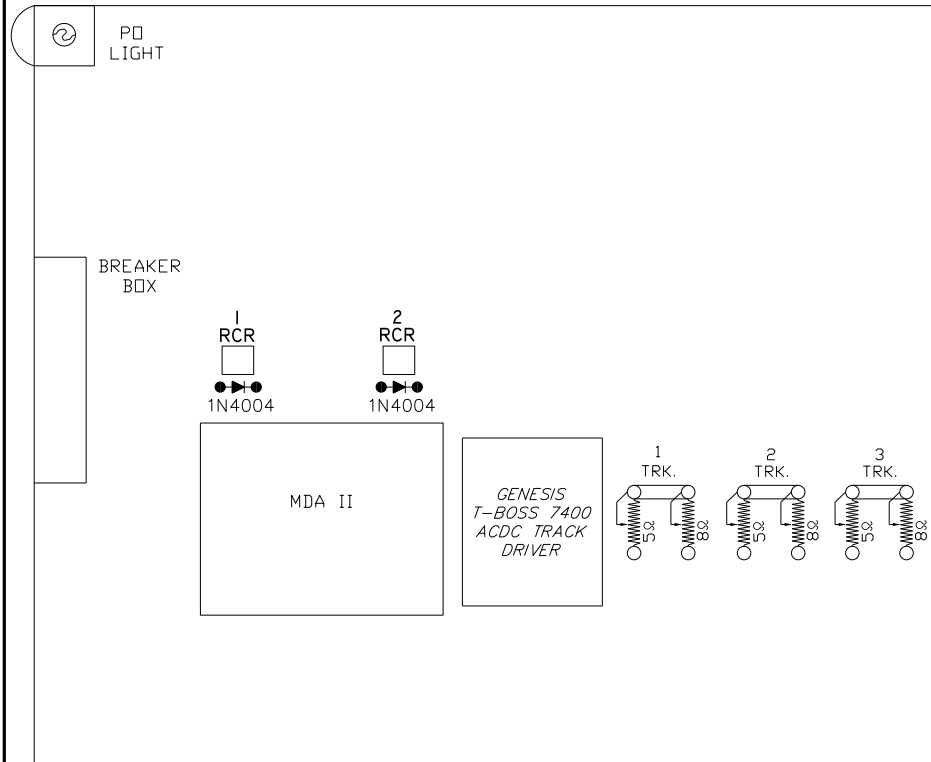 PO
LIGHT
BREAKER
BOX
1
RCR
1N4004
2
RCR
1N4004
MDA II
GENESIS
T-BOSS 7400
ACDC TRACK
DRIVER
1
TRK.
5Ω
8Ω
2
TRK.
5Ω
8Ω
3
TRK.
5Ω
8Ω